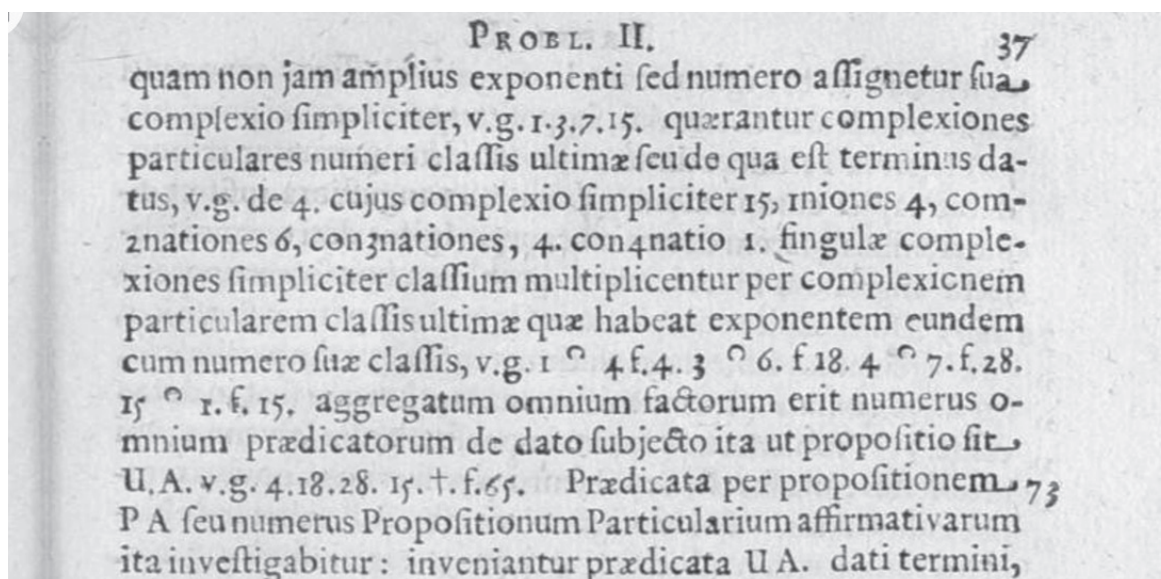 PROBL. II. 37
quam non jam amplius exponenti ſed numero aſſignetur ſua
complexio ſimpliciter, v.g. 1.3.7.15. quærantur complexiones
particulares numeri claſſis ultimæ ſeu de qua eſt terminus da-
tus, v.g. de 4. cujus complexio ſimpliciter 15, 1niones 4, com-
2nationes 6, con3nationes, 4. con4natio 1. ſingulæ comple-
xiones ſimpliciter claſſium multiplicentur per complexicnem
particularem claſſis ultimæ quæ habeat exponentem eundem
cum numero ſuæ claſſis, v.g. 1 ᴖ 4 f.4. 3 ᴖ 6. f 18. 4 ᴖ 7. f.28.
15 ᴖ 1. f. 15. aggregatum omnium factorum erit numerus o-
mnium prædicatorum de dato ſubjecto ita ut propoſitio ſit
U.A. v.g. 4.18.28. 15. †. f.65. Prædicata per propoſitionem 73
P A ſeu numerus Propoſitionum Particularium affirmativarum
ita inveſtigabitur: inveniantur prædicata U A. dati termini,